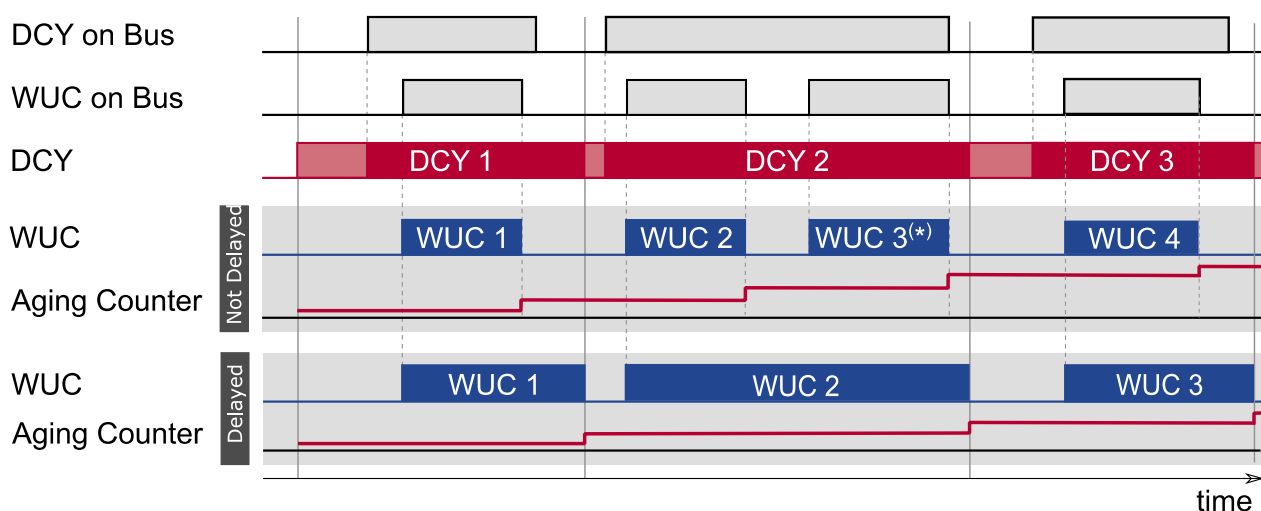 DCY on Bus
WUC on Bus
DCY
DCY 1
DCY 2
DCY 3
Not Delayed
WUC
WUC 1
WUC 2
WUC 3(*)
WUC 4
Aging Counter
Delayed
WUC
WUC 1
WUC 2
WUC 3
Aging Counter
time